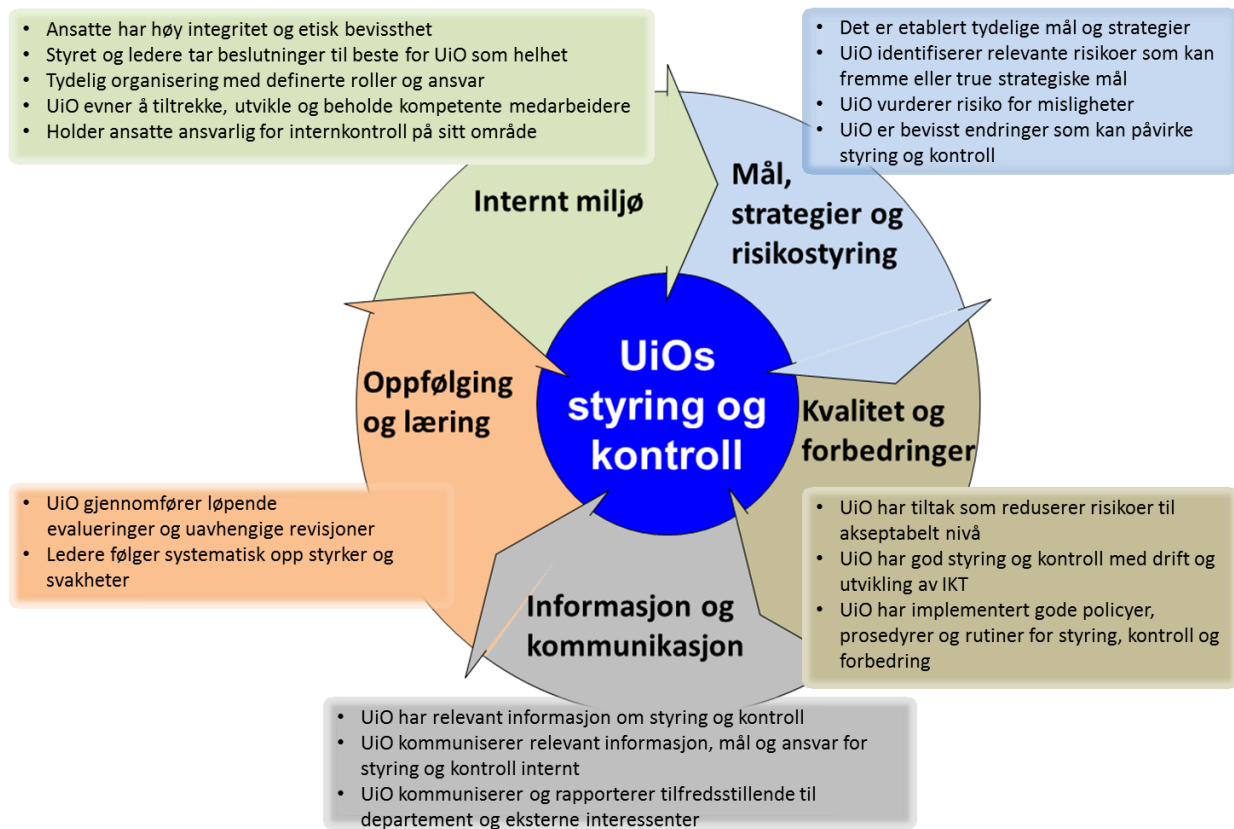 • Ansatte har høy integritet og etisk bevissthet
• Styret og ledere tar beslutninger til beste for UiO som helhet
• Tydelig organisering med definerte roller og ansvar
• UiO evner å tiltrekke, utvikle og beholde kompetente medarbeidere
• Holder ansatte ansvarlig for internkontroll på sitt område
• Det er etablert tydelige mål og strategier
• UiO identifiserer relevante risikoer som kan
fremme eller true strategiske mål
• UiO vurderer risiko for misligheter
• UiO er bevisst endringer som kan påvirke
styring og kontroll
Internt miljø
Mål,
strategier og
risikostyring
UiOs
styring og
kontroll
Oppfølging
og læring
Kvalitet og
forbedringer
• UiO gjennomfører løpende
evalueringer og uavhengige revisjoner
• Ledere følger systematisk opp styrker og
svakheter
• UiO har tiltak som reduserer risikoer til
akseptabelt nivå
• UiO har god styring og kontroll med drift og
utvikling av IKT
• UiO har implementert gode policyer,
prosedyrer og rutiner for styring, kontroll og
forbedring
Informasjon og
kommunikasjon
• UiO har relevant informasjon om styring og kontroll
• UiO kommuniserer relevant informasjon, mål og ansvar for
styring og kontroll internt
• UiO kommuniserer og rapporterer tilfredsstillende til
departement og eksterne interessenter